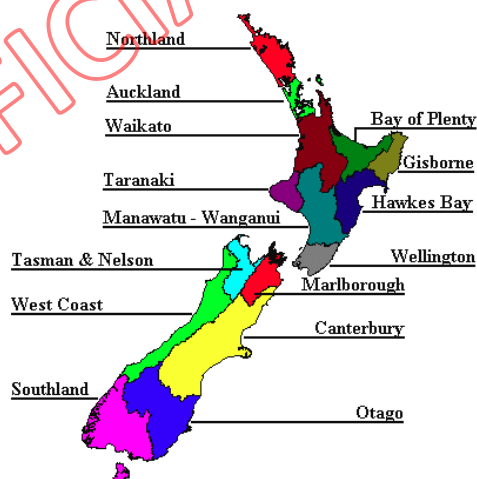 Northland
Auckland
Waikato
Bay of Plenty
Gisborne
Taranaki
Hawkes Bay
Manawatu - Wanganui
Tasman & Nelson
Wellington
Marlborough
West Coast
Canterbury
Southland
Otago